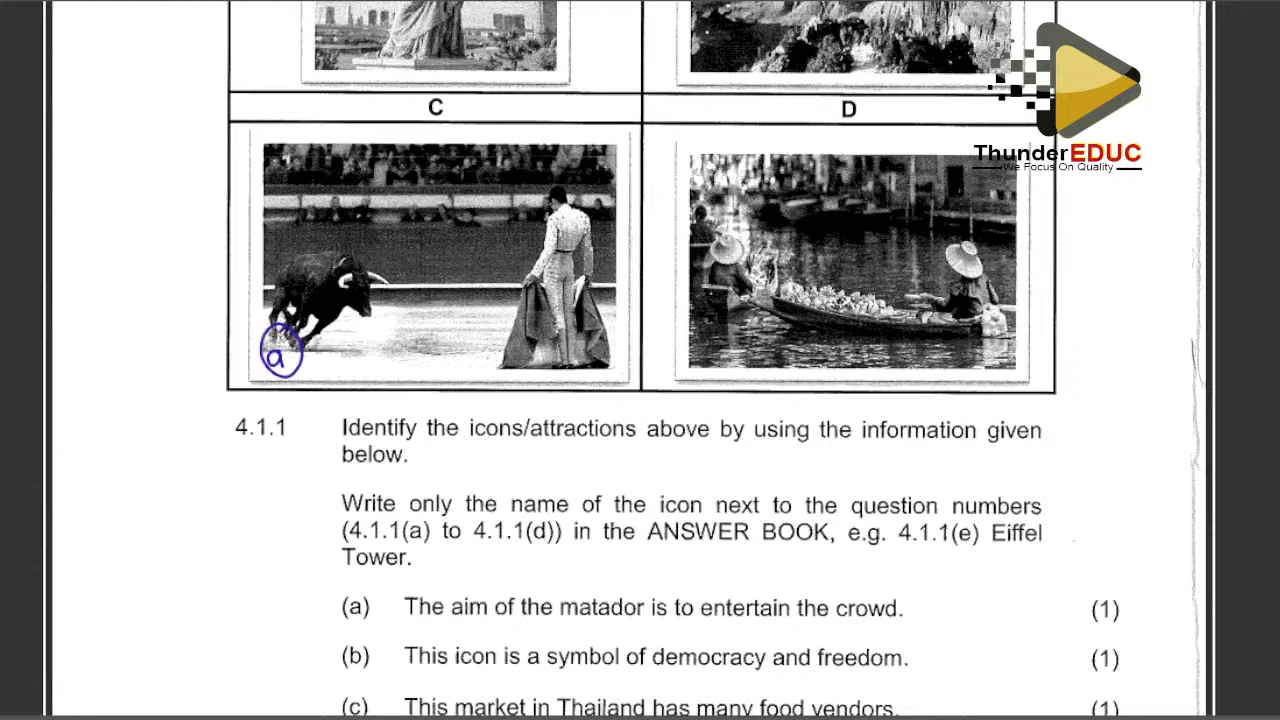 C
D
ThunderEDUC
We Focus On Quality
a
4.1.1 Identify the icons/attractions above by using the information given
below.
Write only the name of the icon next to the question numbers
(4.1.1(a) to 4.1.1(d)) in the ANSWER BOOK, e.g. 4.1.1(e) Eiffel
Tower.
(a) The aim of the matador is to entertain the crowd. (1)
(b) This icon is a symbol of democracy and freedom. (1)
(c) This market in Thailand has many food vendors. (1)